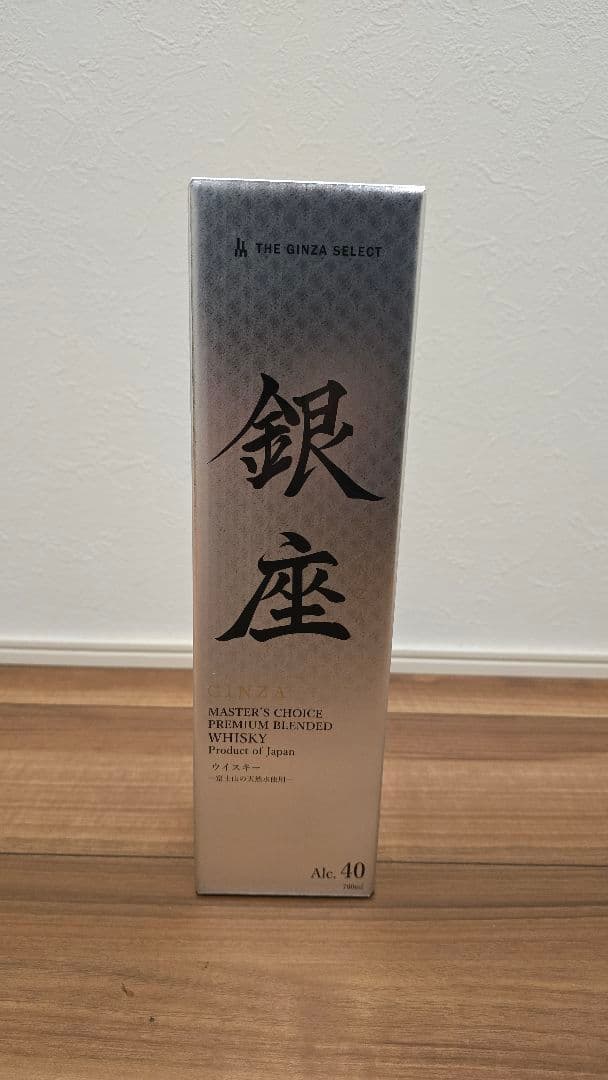 THE GINZA SELECT
銀
座
GINZA
MASTER'S CHOICE
PREMIUM BLENDED
WHISKY
Product of Japan
ウイスキー
─富士山の天然水使用─
Alc. 40
700ml